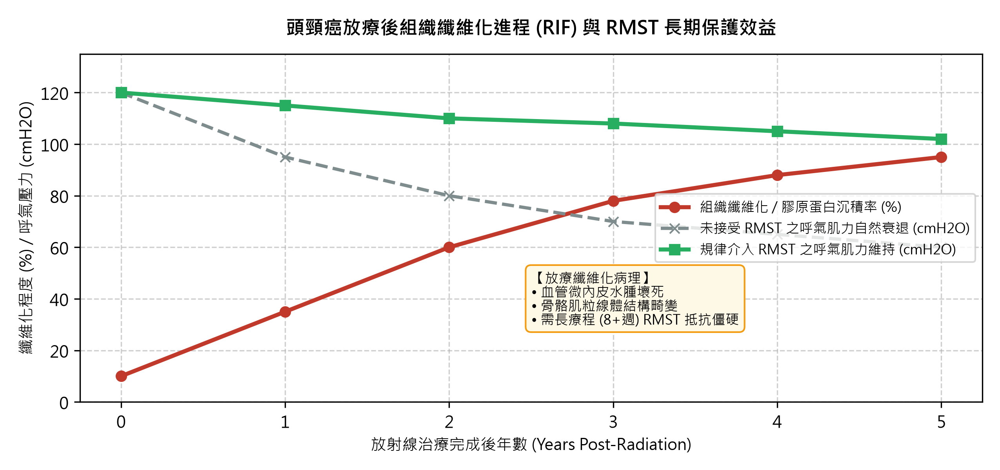 頭頸癌放療後組織纖維化進程 (RIF) 與 RMST 長期保護效益
纖維化程度 (%) / 呼氣壓力 (cmH2O)
120
100
80
60
40
20
0
組織纖維化 / 膠原蛋白沉積率 (%)
未接受 RMST 之呼氣肌力自然衰退 (cmH2O)
規律介入 RMST 之呼氣肌力維持 (cmH2O)
【放療纖維化病理】
• 血管微內皮水腫壞死
• 骨骼肌粒線體結構畸變
• 需長療程 (8+週) RMST 抵抗僵硬
0
1
2
3
4
5
放射線治療完成後年數 (Years Post-Radiation)